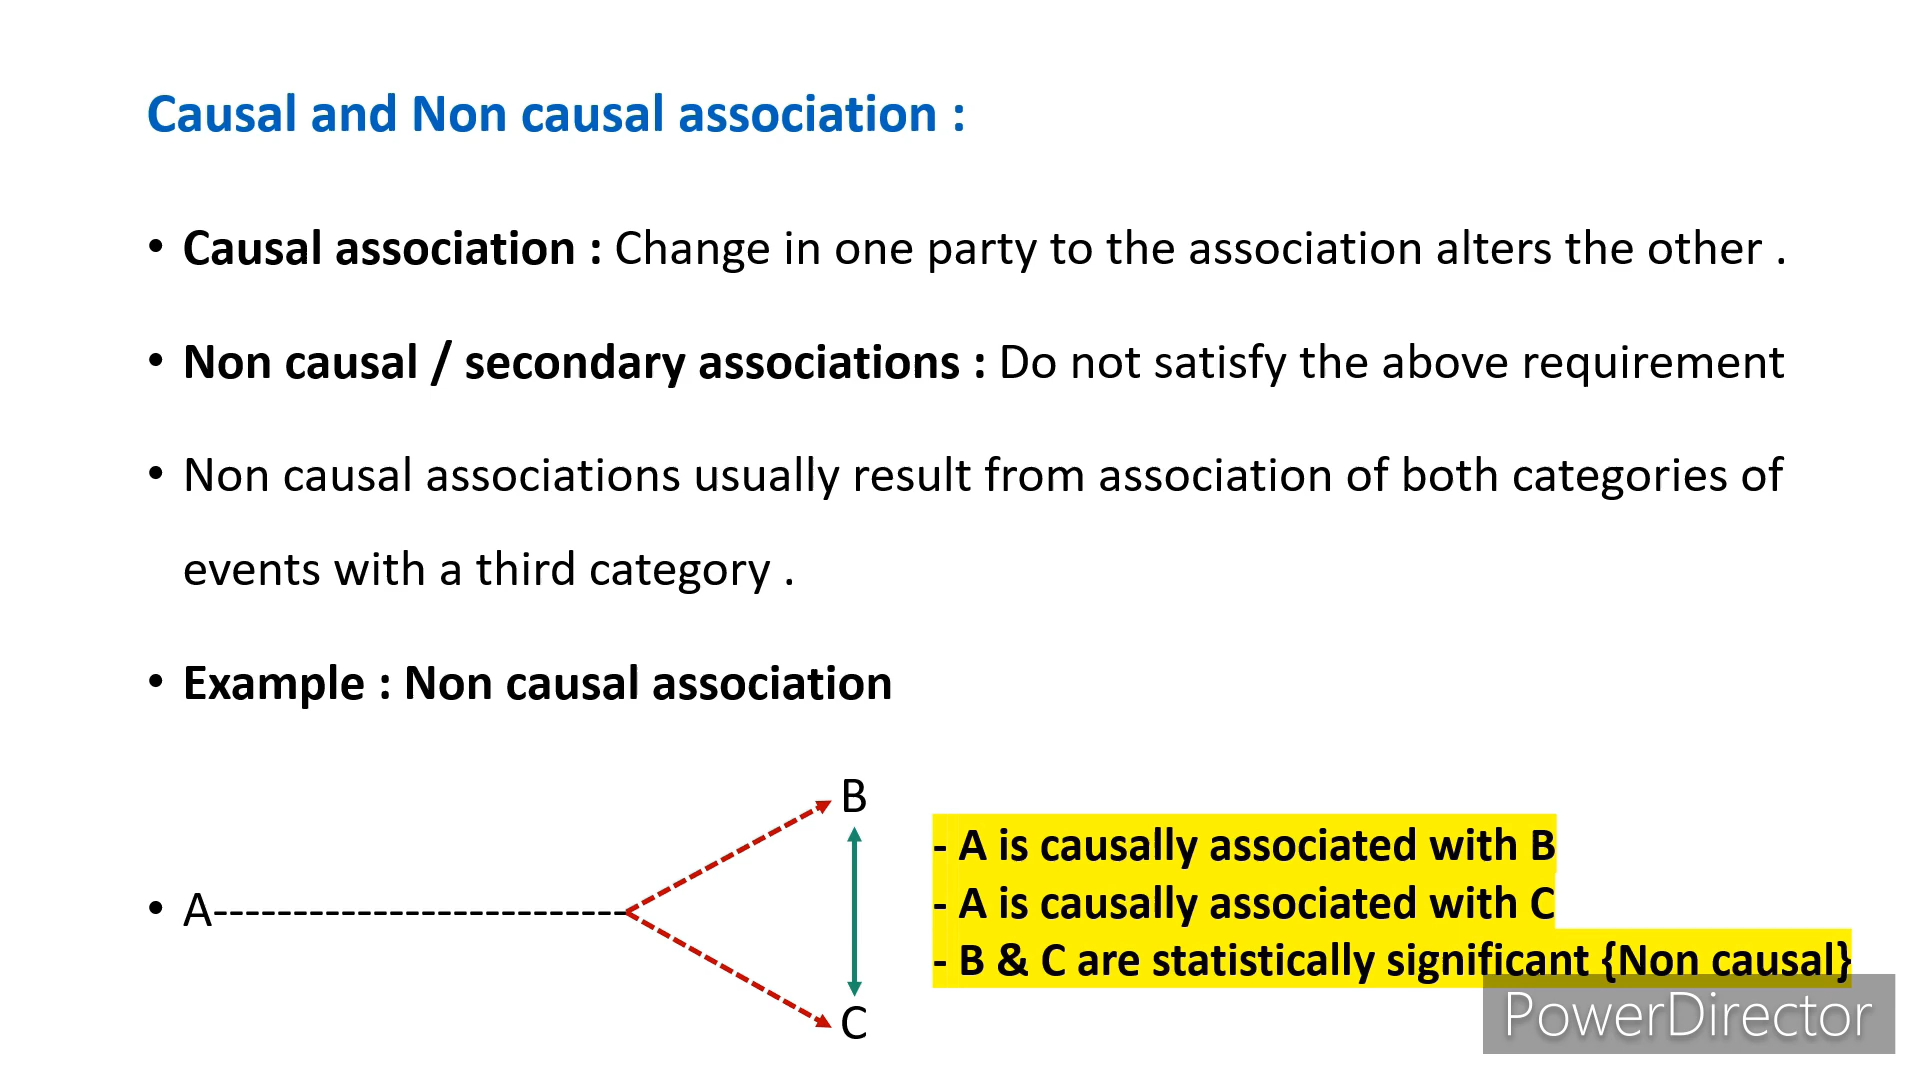 Causal and Non causal association :
• Causal association : Change in one party to the association alters the other .
• Non causal / secondary associations : Do not satisfy the above requirement
• Non causal associations usually result from association of both categories of
events with a third category .
• Example : Non causal association
B
- A is causally associated with B
• A--------------------------
- A is causally associated with C
- B & C are statistically significant {Non causal}
C
PowerDirector